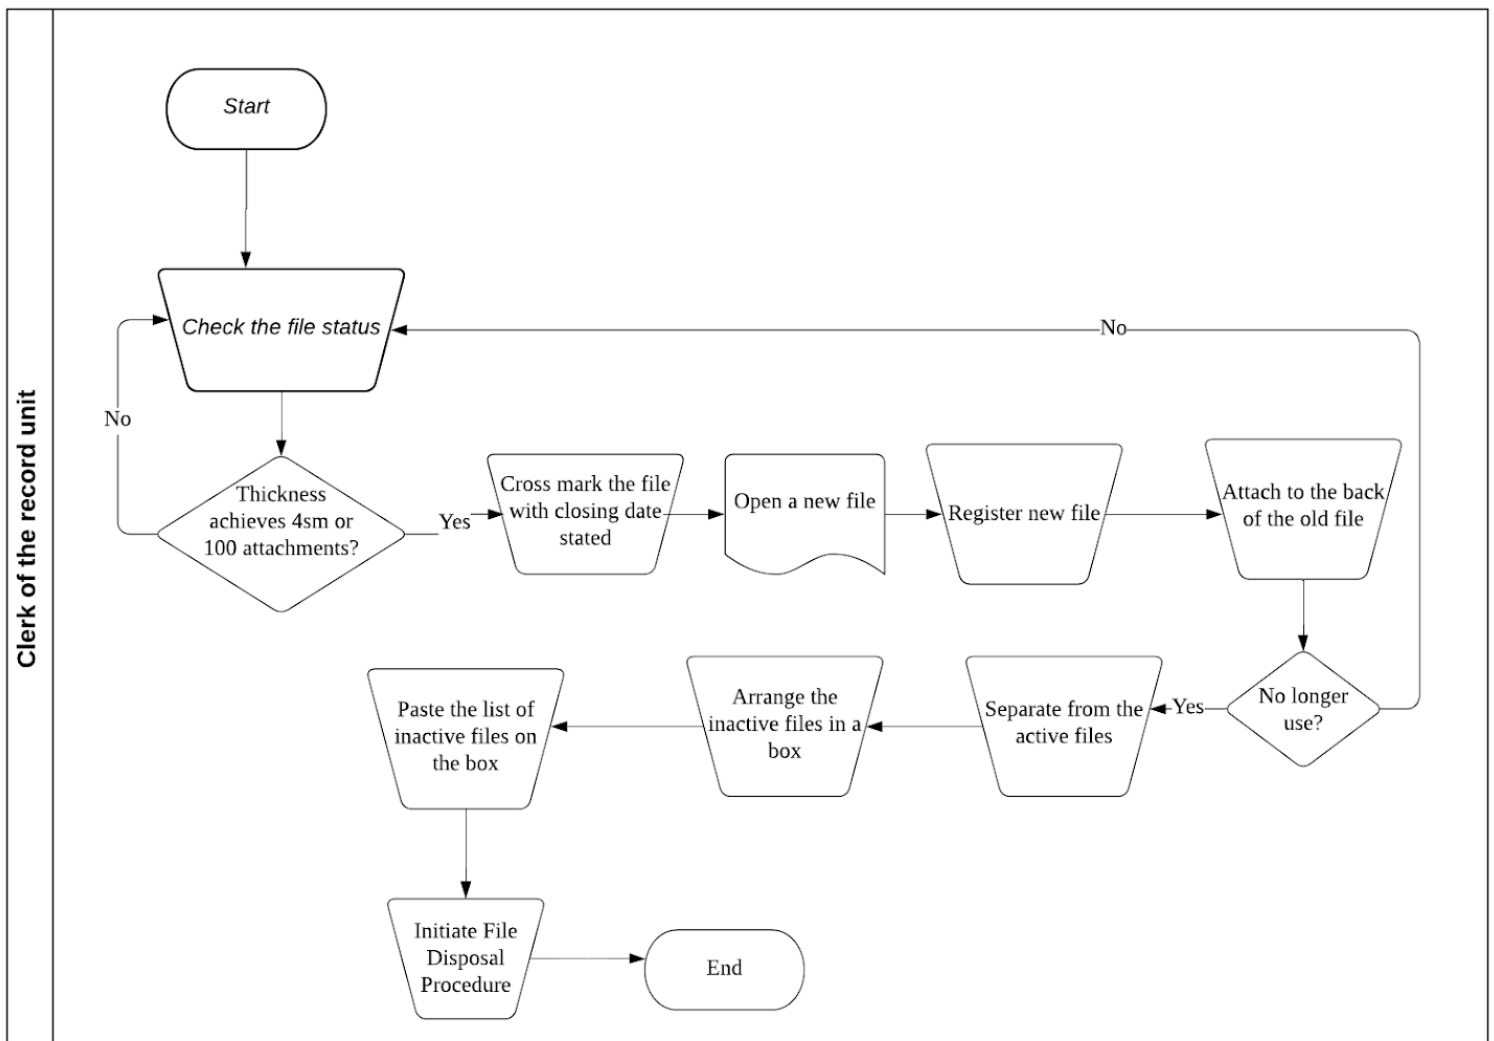 Clerk of the record unit
Start
Check the file status
No
No
Thickness
achieves 4sm or
100 attachments?
Yes
Cross mark the file
with closing date
stated
Open a new file
Register new file
Attach to the back
of the old file
No longer
use?
Yes
Separate from the
active files
Arrange the
inactive files in a
box
Paste the list of
inactive files on
the box
Initiate File
Disposal
Procedure
End